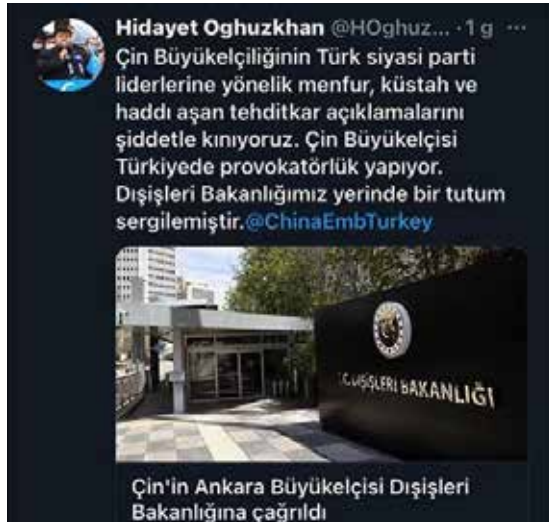 Hidayet Oghuzkhan @HOghuz... · 1 g ...
Çin Büyükelçiliğinin Türk siyasi parti
liderlerine yönelik menfur, küstah ve
haddi aşan tehditkar açıklamalarını
şiddetle kınıyoruz. Çin Büyükelçisi
Türkiyede provokatörlük yapıyor.
Dışişleri Bakanlığımız yerinde bir tutum
sergilemiştir.@ChinaEmbTurkey
T.C. DIŞİŞLERİ BAKANLIĞI
Çin'in Ankara Büyükelçisi Dışişleri
Bakanlığına çağrıldı